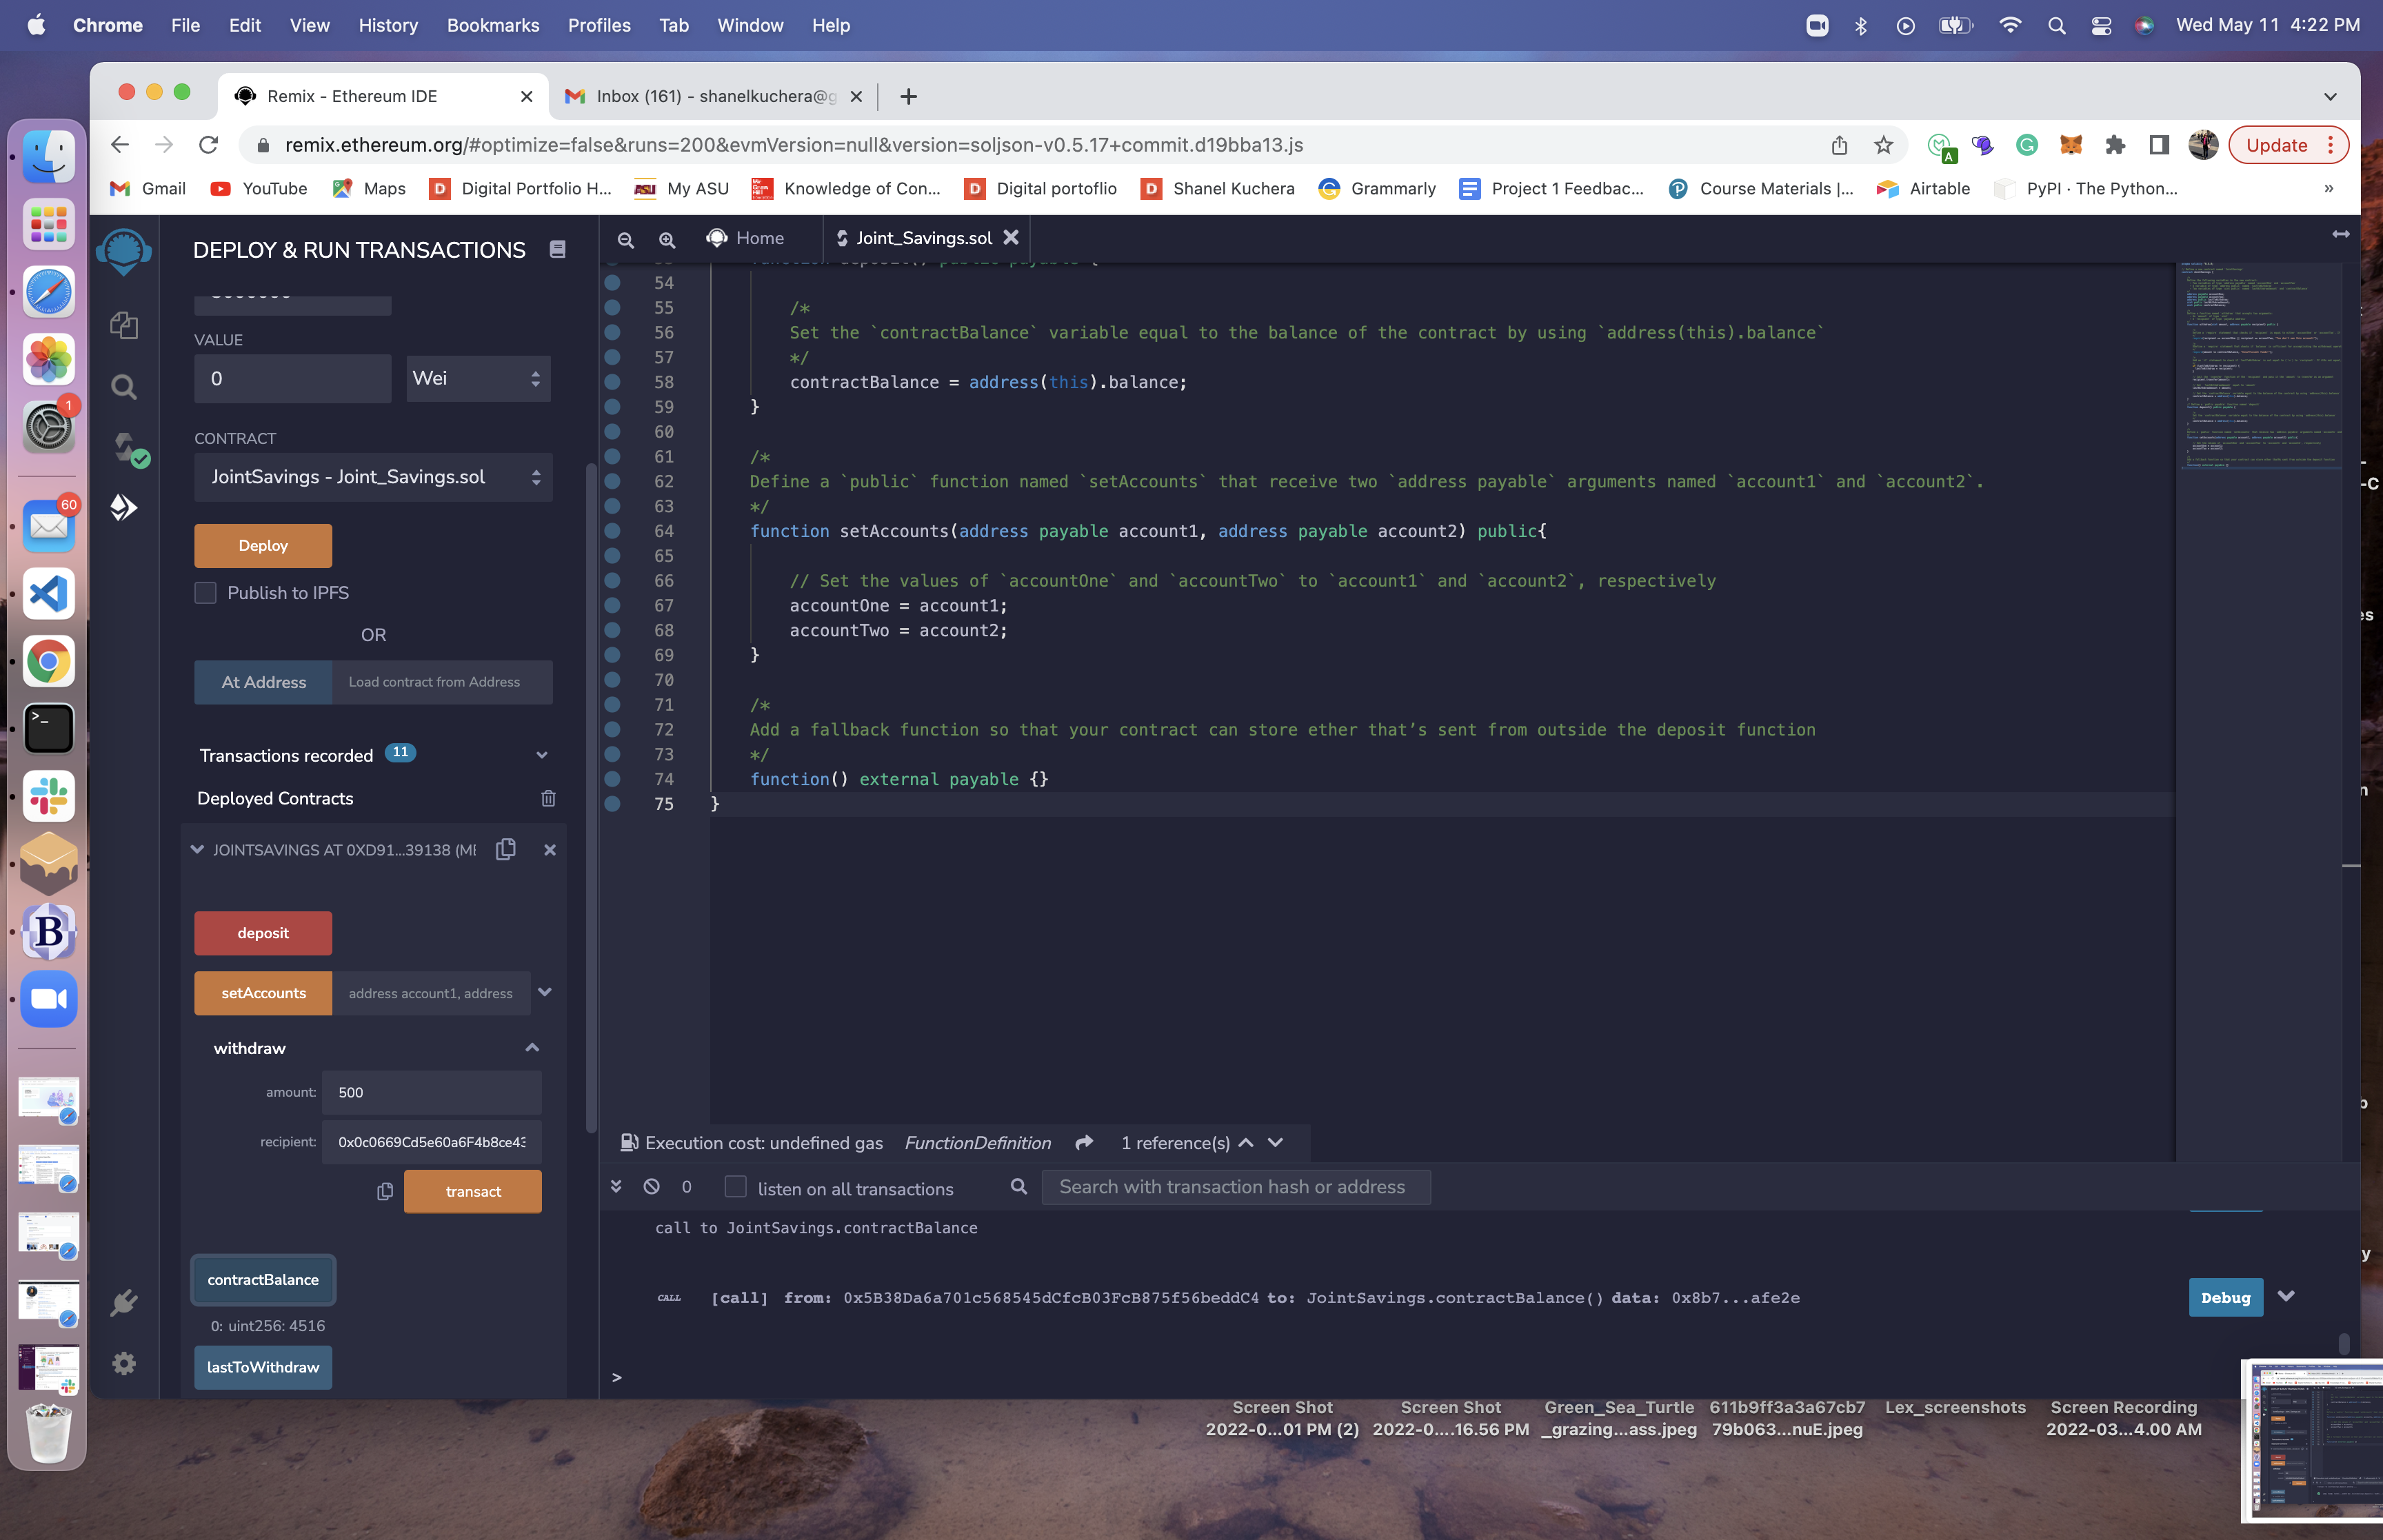 Chrome File Edit View History Bookmarks Profiles Tab Window Help Wed May 11 4:22 PM
Remix - Ethereum IDE Inbox (161) - shanelkuchera@g
remix.ethereum.org/#optimize=false&runs=200&evmVersion=null&version=soljson-v0.5.17+commit.d19bba13.js Update
Gmail YouTube Maps Digital Portfolio H... My ASU Knowledge of Con... Digital portoflio Shanel Kuchera Grammarly Project 1 Feedbac... Course Materials |... Airtable PyPI · The Python... »
DEPLOY & RUN TRANSACTIONS
VALUE
0 Wei
CONTRACT
JointSavings - Joint_Savings.sol
Deploy
Publish to IPFS
OR
At Address Load contract from Address
Transactions recorded 11
Deployed Contracts
JOINTSAVINGS AT 0XD91...39138
deposit
setAccounts address account1, address
withdraw
amount: 500
recipient: 0x0c0669Cd5e60a6F4b8ce43
transact
contractBalance
0: uint256: 4516
lastToWithdraw
Home Joint_Savings.sol
54
55 /*
56 Set the `contractBalance` variable equal to the balance of the contract by using `address(this).balance`
57 */
58 contractBalance = address(this).balance;
59 }
60
61 /*
62 Define a `public` function named `setAccounts` that receive two `address payable` arguments named `account1` and `account2`.
63 */
64 function setAccounts(address payable account1, address payable account2) public{
65
66 // Set the values of `accountOne` and `accountTwo` to `account1` and `account2`, respectively
67 accountOne = account1;
68 accountTwo = account2;
69 }
70
71 /*
72 Add a fallback function so that your contract can store ether that’s sent from outside the deposit function
73 */
74 function() external payable {}
75 }
Execution cost: undefined gas FunctionDefinition 1 reference(s)
0 listen on all transactions Search with transaction hash or address
call to JointSavings.contractBalance
CALL [call] from: 0x5B38Da6a701c568545dCfcB03FcB875f56beddC4 to: JointSavings.contractBalance() data: 0x8b7...afe2e Debug
>
1
60
Screen Shot
2022-0...01 PM (2)
Screen Shot
2022-0....16.56 PM
Green_Sea_Turtle
_grazing...ass.jpeg
611b9ff3a3a67cb7
79b063...nuE.jpeg
Lex_screenshots
Screen Recording
2022-03...4.00 AM